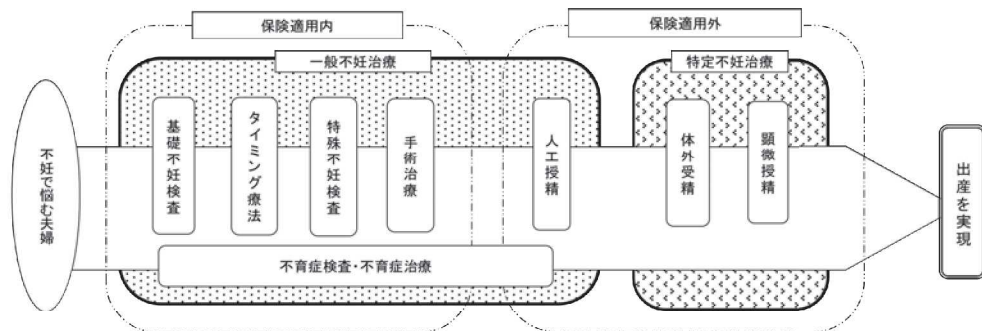 保険適用内
保険適用外
一般不妊治療
特定不妊治療
不妊で悩む夫婦
基礎不妊検査
タイミング療法
特殊不妊検査
手術治療
人工授精
体外受精
顕微授精
出産を実現
不育症検査・不育症治療